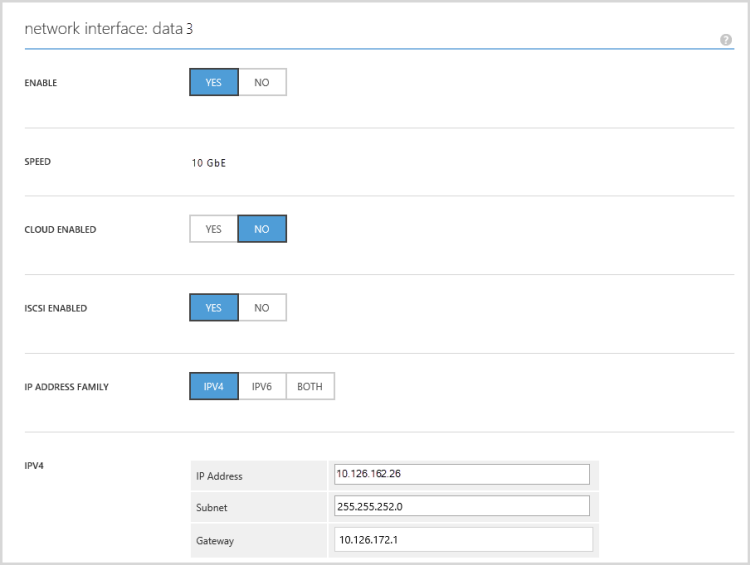 network interface: data 3
?
ENABLE YES NO
SPEED 10 GbE
CLOUD ENABLED YES NO
ISCSI ENABLED YES NO
IP ADDRESS FAMILY IPV4 IPV6 BOTH
IPV4 IP Address 10.126.162.26
Subnet 255.255.252.0
Gateway 10.126.172.1